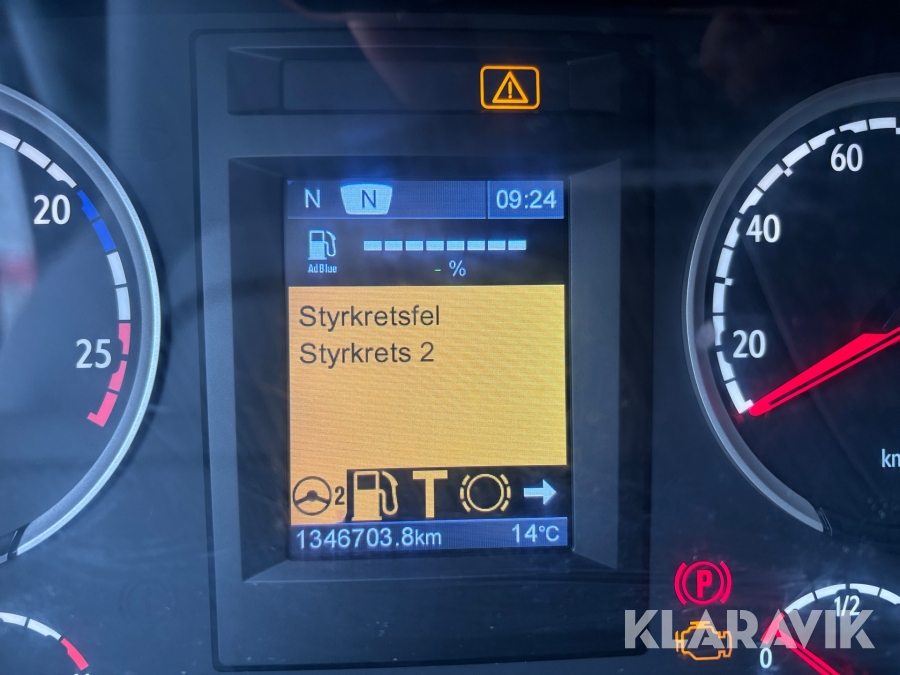 N N 09:24
AdBlue
- %
Styrkretsfel
Styrkrets 2
2 T
1346703.8km 14°C
20
25
60
40
20
km
P
1/2
0
KLARAVIK